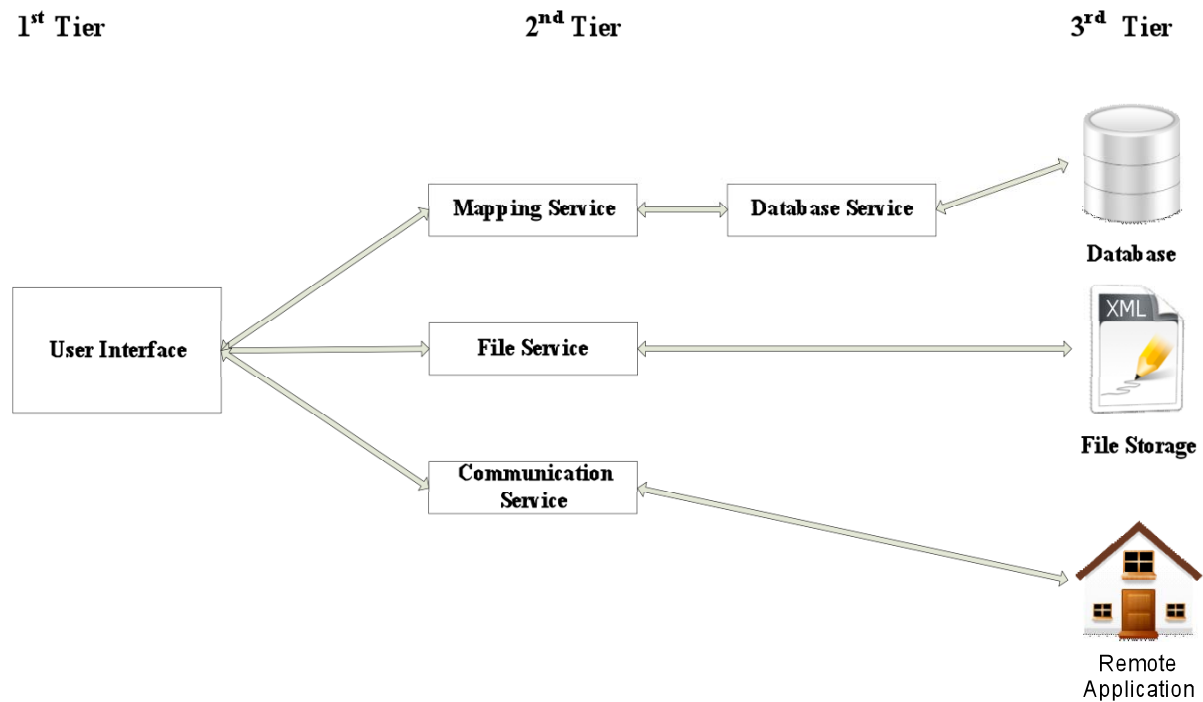 1st Tier
2nd Tier
3rd Tier
Mapping Service
Database Service
Database
User Interface
File Service
XML
File Storage
Communication
Service
Remote
Application